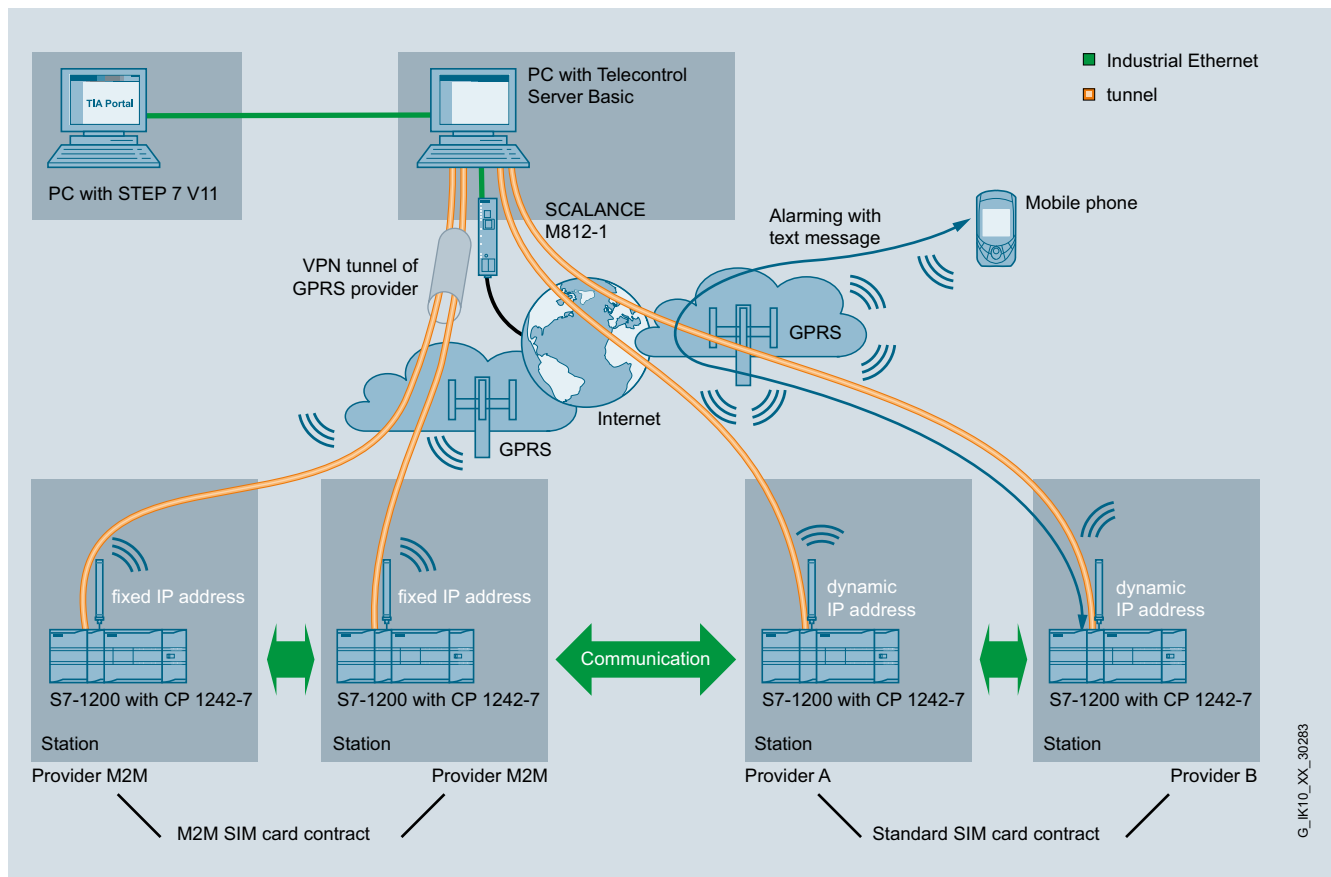 PC with Telecontrol
Server Basic
Industrial Ethernet
tunnel
TIA Portal
PC with STEP 7 V11
SCALANCE
M812-1
Alarming with
text message
Mobile phone
VPN tunnel of
GPRS provider
GPRS
Internet
GPRS
fixed IP address
fixed IP address
dynamic
IP address
dynamic
IP address
Communication
S7-1200 with CP 1242-7
S7-1200 with CP 1242-7
S7-1200 with CP 1242-7
S7-1200 with CP 1242-7
Station
Station
Station
Station
Provider M2M
Provider M2M
Provider A
Provider B
M2M SIM card contract
Standard SIM card contract
G_IK10_XX_30283